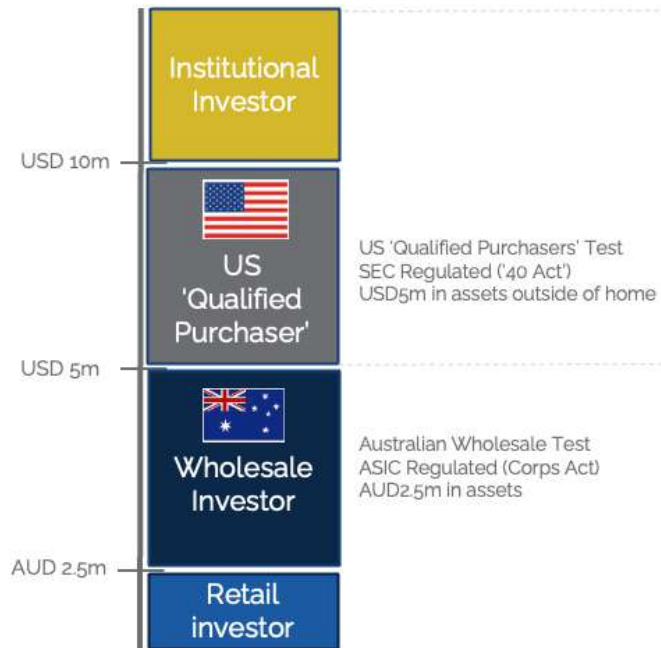 Institutional
Investor
USD 10m
US
'Qualified
Purchaser'
US 'Qualified Purchasers' Test
SEC Regulated ('40 Act')
USD5m in assets outside of home
USD 5m
Wholesale
Investor
Australian Wholesale Test
ASIC Regulated (Corps Act)
AUD2.5m in assets
AUD 2.5m
Retail
investor